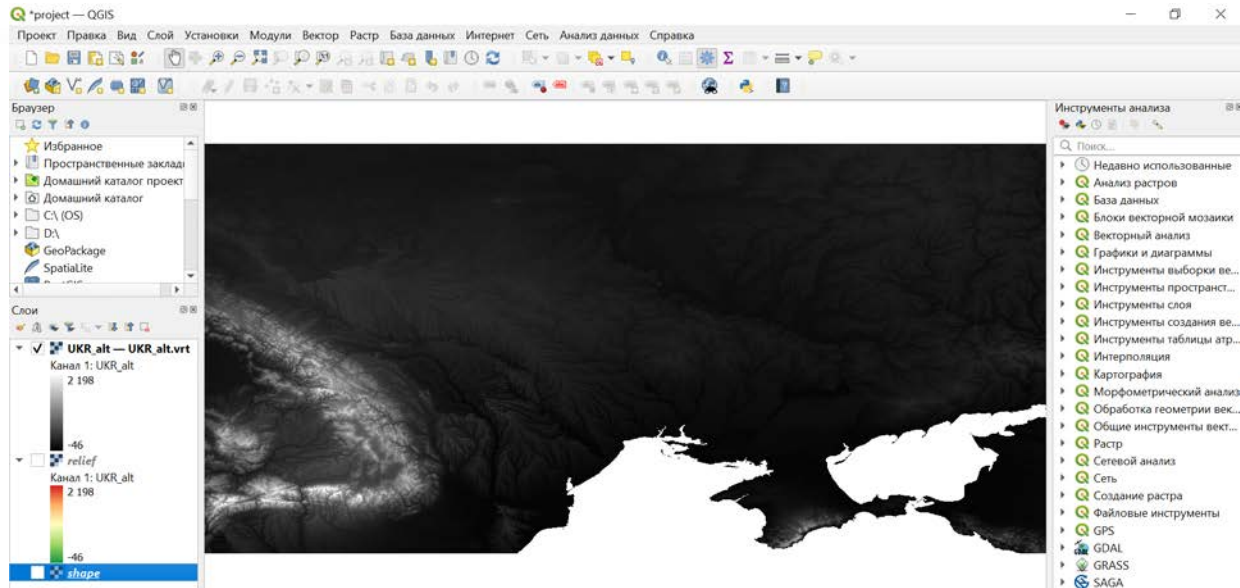 *project — QGIS
Проект Правка Вид Слой Установки Модули Вектор Растр База данных Интернет Сеть Анализ данных Справка
Браузер
Избранное
Пространственные заклад
Домашний каталог проект
Домашний каталог
C:\ (OS)
D:\
GeoPackage
SpatiaLite
Слои
UKR_alt — UKR_alt.vrt
Канал 1: UKR_alt
2 198
-46
relief
Канал 1: UKR_alt
2 198
-46
shape
Инструменты анализа
Поиск...
Недавно использованные
Анализ растров
База данных
Блоки векторной мозаики
Векторный анализ
Графики и диаграммы
Инструменты выборки ве...
Инструменты пространст...
Инструменты слоя
Инструменты создания ве...
Инструменты таблицы атр...
Интерполяция
Картография
Морфометрический анализ
Обработка геометрии век...
Общие инструменты вект...
Растр
Сетевой анализ
Сеть
Создание растра
Файловые инструменты
GPS
GDAL
GRASS
SAGA